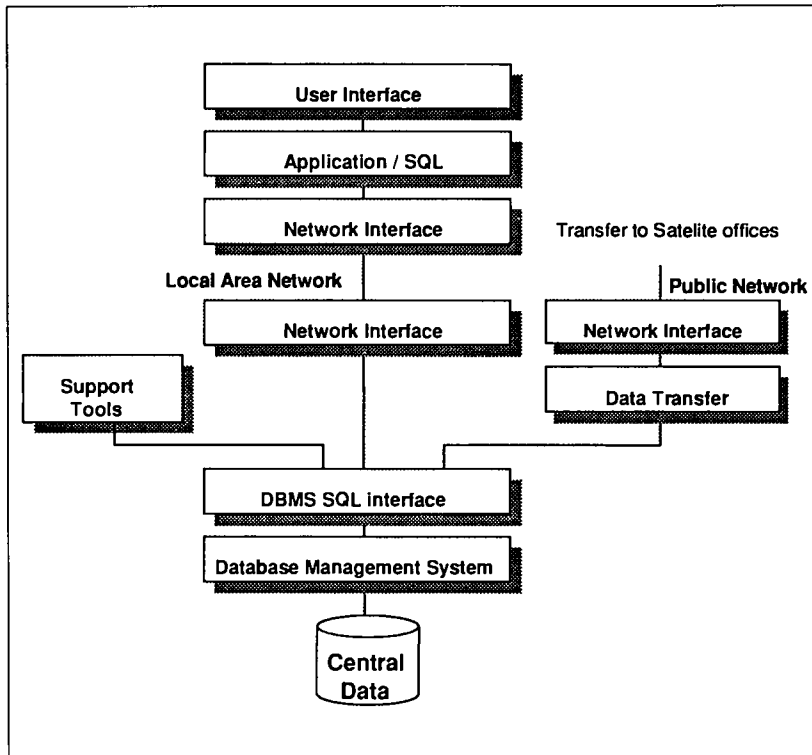 User Interface
Application / SQL
Network Interface
Transfer to Satelite offices
Local Area Network
Public Network
Network Interface
Network Interface
Support
Tools
Data Transfer
DBMS SQL interface
Database Management System
Central
Data